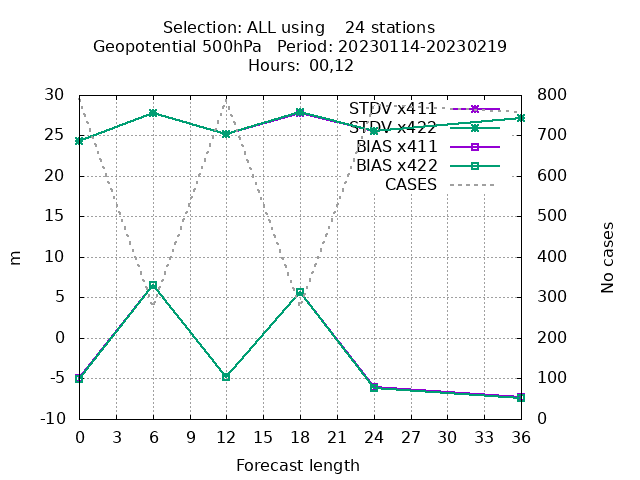 Selection: ALL using    24 stations
Geopotential 500hPa   Period: 20230114-20230219
Hours: 00,12
30 800
STDV x411
STDV x422
25 700
BIAS x411
BIAS x422
20 600
CASES
15 500
10 400
m
No cases
5 300
0 200
-5 100
-10 0
0 3 6 9 12 15 18 21 24 27 30 33 36
Forecast length